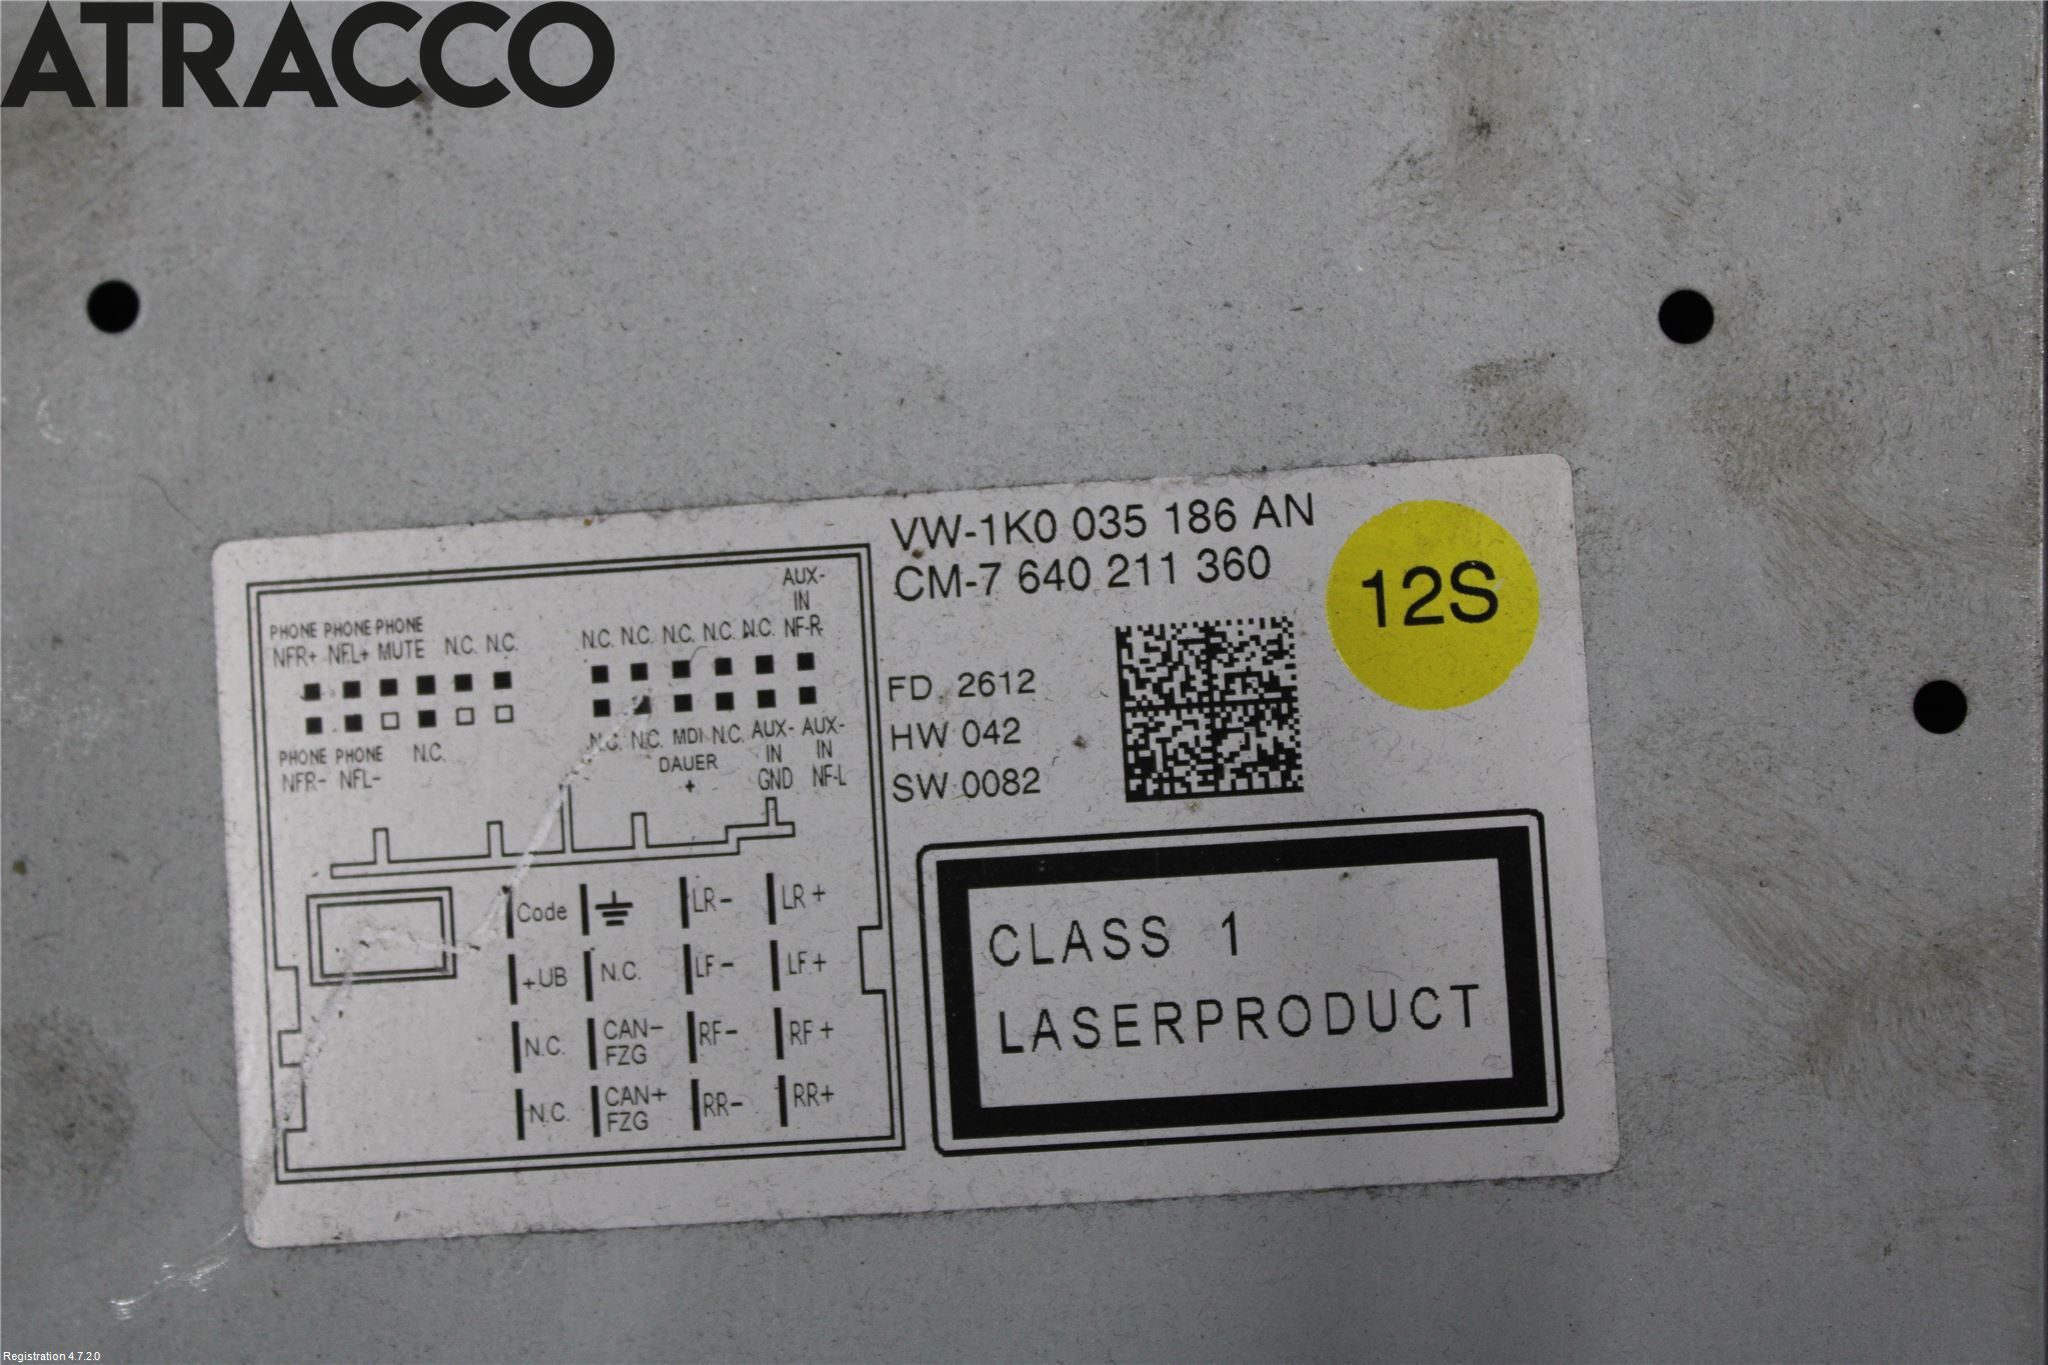 ATRACCO
VW-1K0 035 186 AN
CM-7 640 211 360
12S
FD 2612
HW 042
SW 0082
AUX-
IN
PHONE PHONE PHONE
NFR+ NFL+ MUTE N.C. N.C. N.C. N.C. N.C. N.C. N.C. NF-R
PHONE PHONE N.C. N.C. N.C. MDI N.C. AUX- AUX-
DAUER IN IN
NFR- NFL- + GND NF-L
Code LR- LR+
+UB N.C. LF- LF+
N.C. CAN- RF- RF+
FZG
N.C. CAN+ RR- RR+
FZG
CLASS 1
LASERPRODUCT
Registration 4.7.2.0